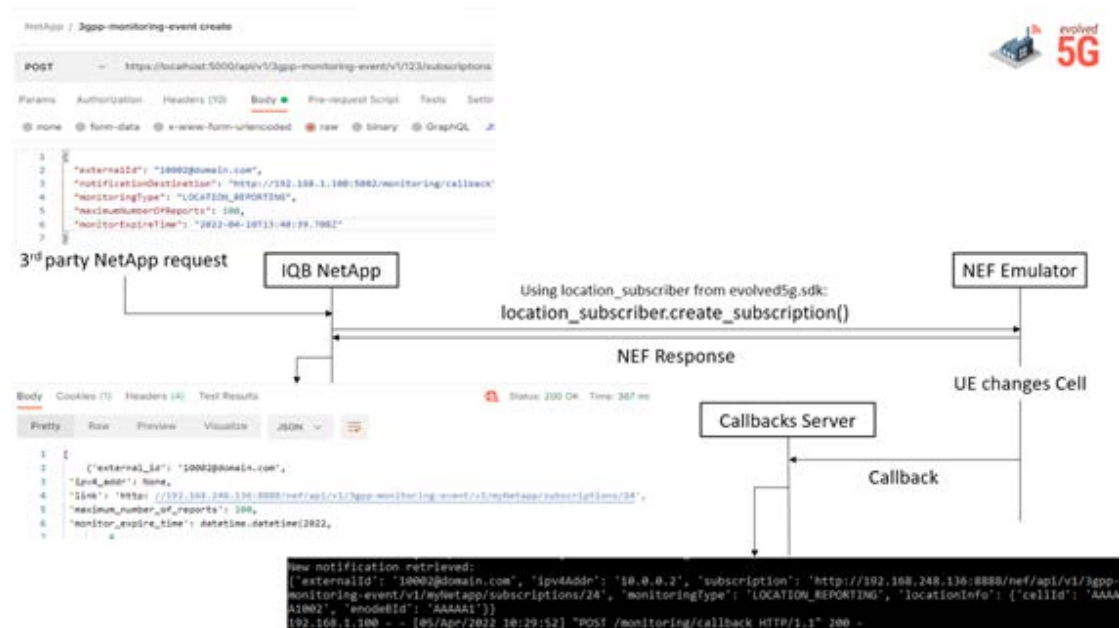 NetApp / 3gpp-monitoring-event create
evolved
5G
POST https://localhost:5000/api/v1/3gpp-monitoring-event/v1/123/subscriptions
Params Authorization Headers (10) Body Pre-request Script Tests
none form-data x-www-form-urlencoded raw binary GraphQL
1
2 "externalId": "10002@domain.com",
3 "notificationDestination": "http://192.168.1.100:5002/monitoring/callback"
4 "monitoringType": "LOCATION_REPORTING",
5 "maximumNumberOfReports": 100,
6 "monitorExpireTime": "2022-04-10T13:40:39.708Z"
7
3rd party NetApp request
IQB NetApp
NEF Emulator
Using location_subscriber from evolved5g.sdk:
location_subscriber.create_subscription()
NEF Response
UE changes Cell
Body Cookies (1) Headers (4) Test Results Status: 200 OK Time: 367 ms
Pretty Raw Preview Visualize JSON
1 [
2 {"external_id': '10002@domain.com',
3 'ipv4_addr': None,
4 'link': 'http: //192.168.248.136:8888/nef/api/v1/3gpp-monitoring-event/v1/myNetapp/subscriptions/24',
5 'maximum_number_of_reports': 100,
6 'monitor_expire_time': datetime.datetime(2022,
7 4
Callbacks Server
Callback
New notification retrieved:
{'externalId': '10002@domain.com', 'ipv4Addr': '10.0.0.2', 'subscription': 'http://192.168.248.136:8888/nef/api/v1/3gpp-
monitoring-event/v1/myNetapp/subscriptions/24', 'monitoringType': 'LOCATION_REPORTING', 'locationInfo': {'cellId': 'AAAA
A1002', 'enodeBId': 'AAAAA1'}}
192.168.1.100 - - [05/Apr/2022 10:29:52] "POST /monitoring/callback HTTP/1.1" 200 -